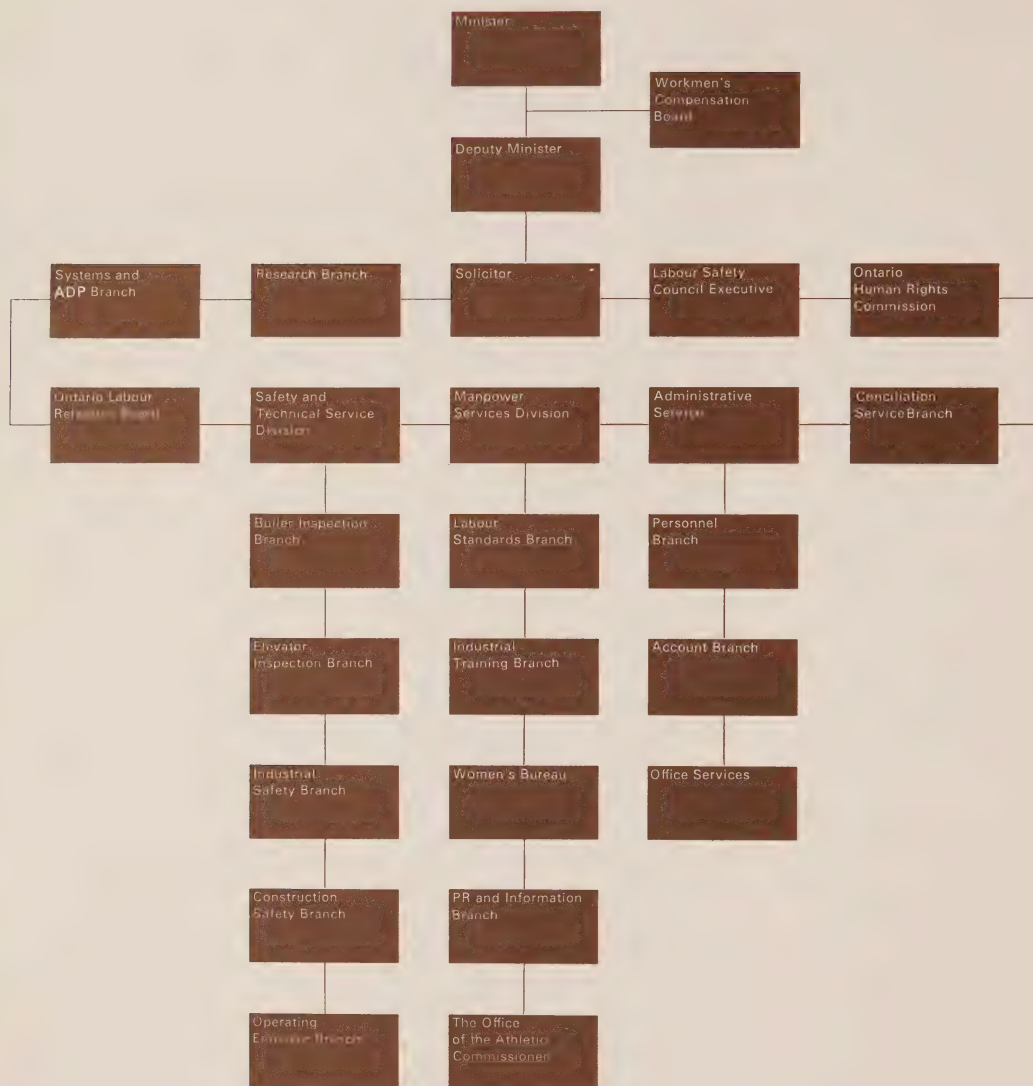 Minister
Workmen's
Compensation
Board
Deputy Minister
Systems and
ADP Branch
Research Branch
Solicitor
Labour Safety
Council Executive
Ontario
Human Rights
Commission
Ontario Labour
Relations Board
Safety and
Technical Service
Division
Manpower
Services Division
Administrative
Service
Conciliation
Service Branch
Boiler Inspection
Branch
Labour
Standards Branch
Personnel
Branch
Elevator
Inspection Branch
Industrial
Training Branch
Account Branch
Industrial
Safety Branch
Women's Bureau
Office Services
Construction
Safety Branch
PR and Information
Branch
Operating
Branch
The Office
of the Athletic
Commissioner